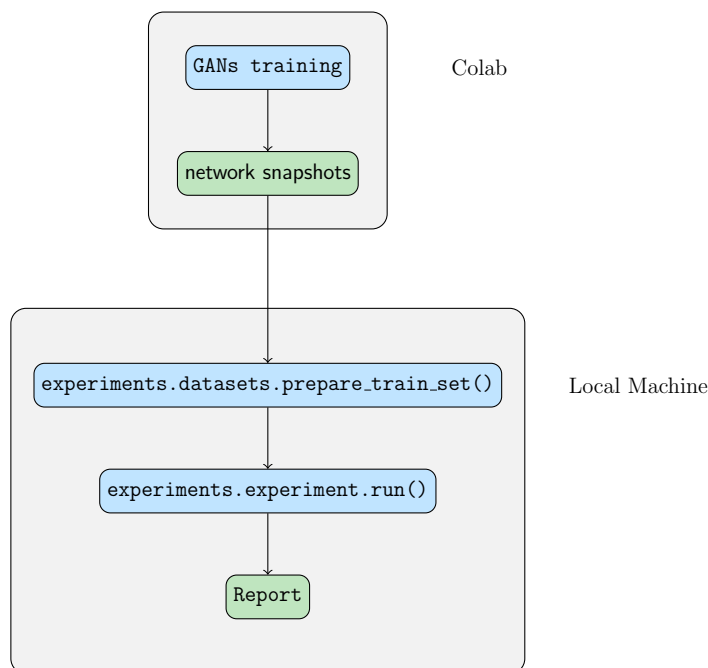 GANs training
Colab
network snapshots
experiments.datasets.prepare_train_set()
Local Machine
experiments.experiment.run()
Report